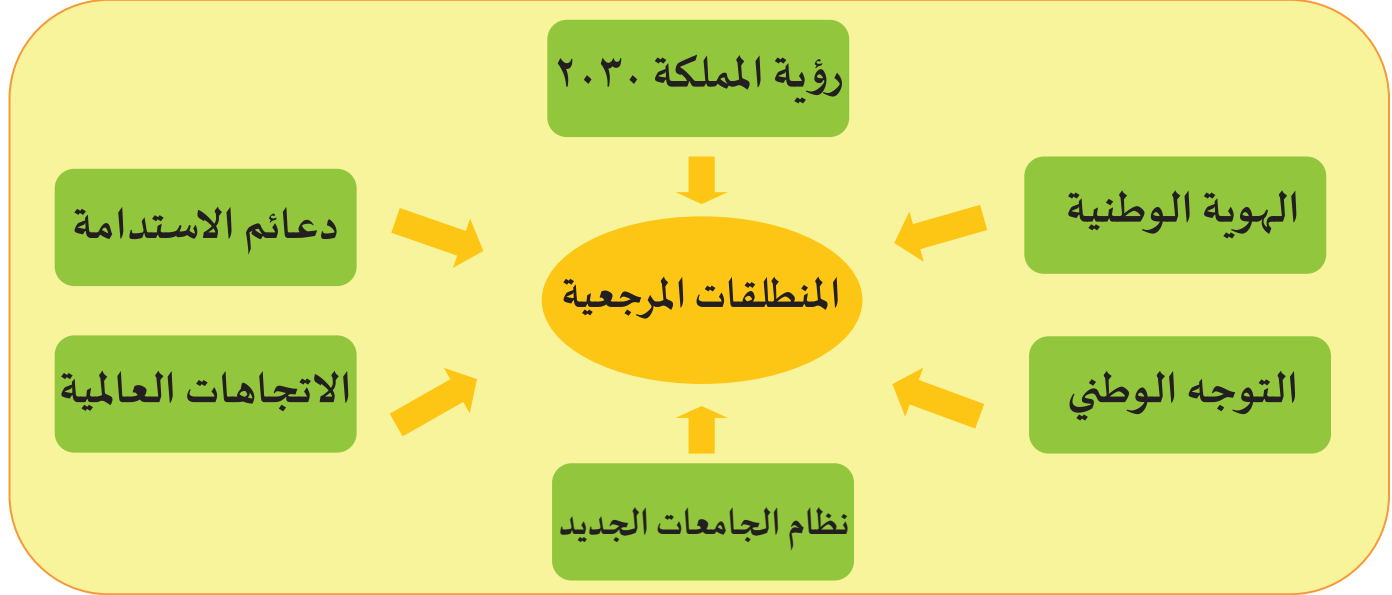 رؤية المملكة ٢٠٣٠
الهوية الوطنية
دعائم الاستدامة
المنطلقات المرجعية
التوجه الوطني
الاتجاهات العالمية
نظام الجامعات الجديد